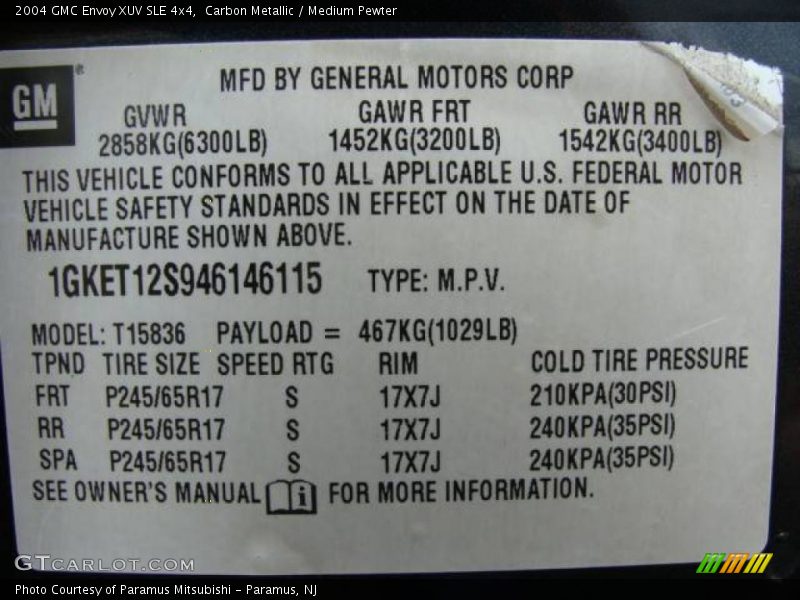 2004 GMC Envoy XUV SLE 4x4,  Carbon Metallic / Medium Pewter
GM®
MFD BY GENERAL MOTORS CORP
GVWR GAWR FRT GAWR RR
2858KG(6300LB) 1452KG(3200LB) 1542KG(3400LB)
THIS VEHICLE CONFORMS TO ALL APPLICABLE U.S. FEDERAL MOTOR
VEHICLE SAFETY STANDARDS IN EFFECT ON THE DATE OF
MANUFACTURE SHOWN ABOVE.
1GKET12S946146115 TYPE: M.P.V.
MODEL: T15836 PAYLOAD = 467KG(1029LB)
TPND TIRE SIZE SPEED RTG RIM COLD TIRE PRESSURE
FRT P245/65R17 S 17X7J 210KPA(30PSI)
RR P245/65R17 S 17X7J 240KPA(35PSI)
SPA P245/65R17 S 17X7J 240KPA(35PSI)
SEE OWNER'S MANUAL i FOR MORE INFORMATION.
GTCARLOT.COM
Photo Courtesy of Paramus Mitsubishi - Paramus, NJ